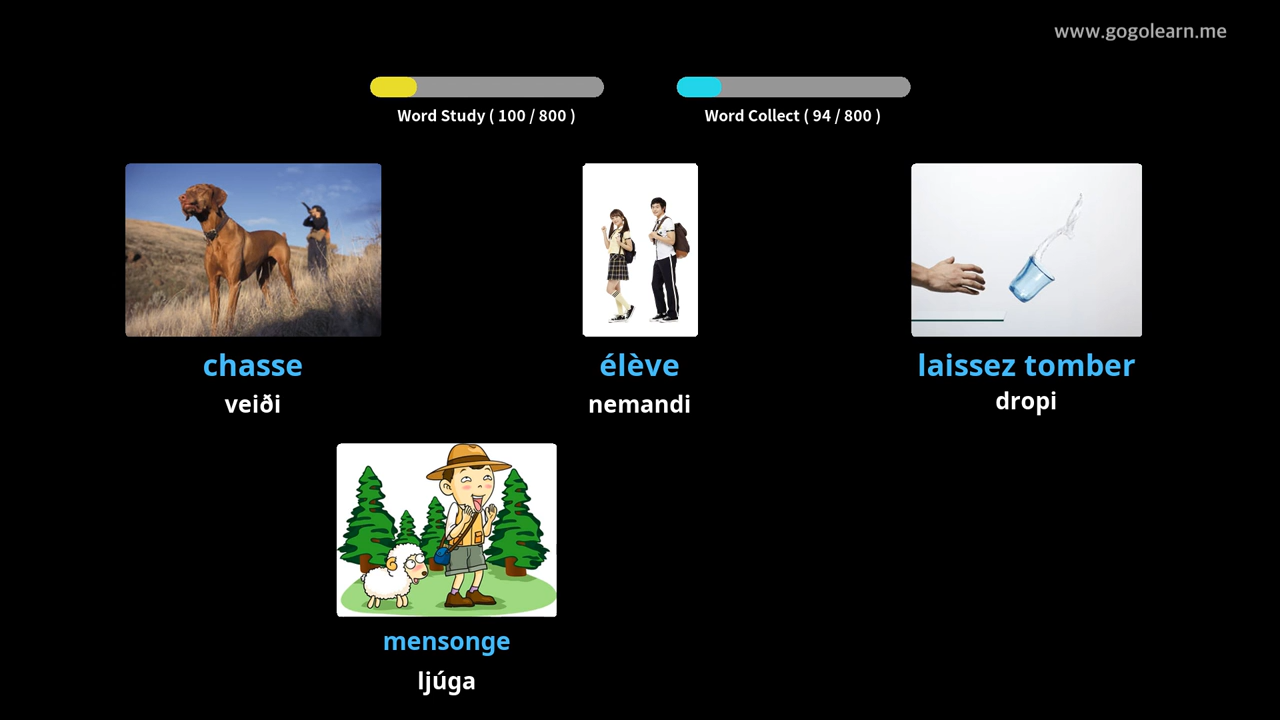 www.gogolearn.me
Word Study ( 100 / 800 )
Word Collect ( 94 / 800 )
chasse
veiði
élève
nemandi
laissez tomber
dropi
mensonge
ljúga